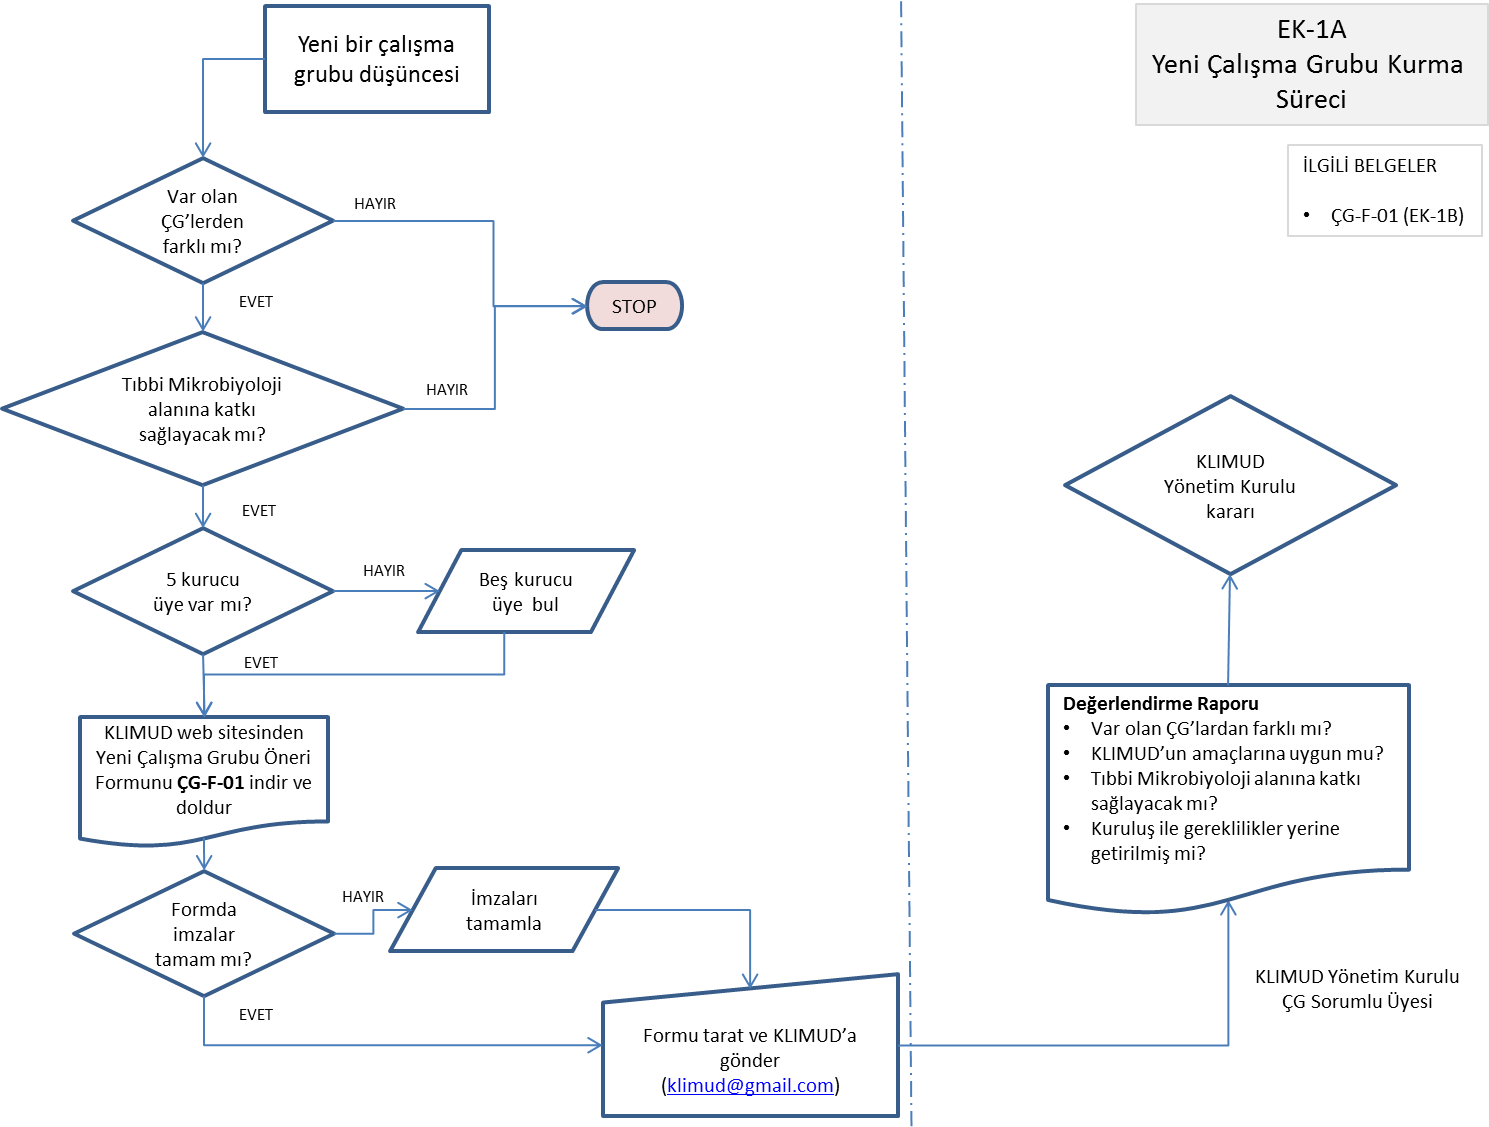 Yeni bir çalışma
grubu düşüncesi
Var olan
ÇG’lerden
farklı mı?
HAYIR
EVET
STOP
Tıbbi Mikrobiyoloji
alanına katkı
sağlayacak mı?
HAYIR
EVET
5 kurucu
üye var mı?
HAYIR
Beş kurucu
üye bul
EVET
KLIMUD web sitesinden
Yeni Çalışma Grubu Öneri
Formunu ÇG-F-01 indir ve
doldur
Formda
imzalar
tamam mı?
HAYIR
İmzaları
tamamla
EVET
Formu tarat ve KLIMUD’a
gönder
(klimud@gmail.com)
EK-1A
Yeni Çalışma Grubu Kurma
Süreci
İLGİLİ BELGELER
• ÇG-F-01 (EK-1B)
KLIMUD
Yönetim Kurulu
kararı
Değerlendirme Raporu
• Var olan ÇG’lardan farklı mı?
• KLIMUD’un amaçlarına uygun mu?
• Tıbbi Mikrobiyoloji alanına katkı
sağlayacak mı?
• Kuruluş ile gereklilikler yerine
getirilmiş mi?
KLIMUD Yönetim Kurulu
ÇG Sorumlu Üyesi